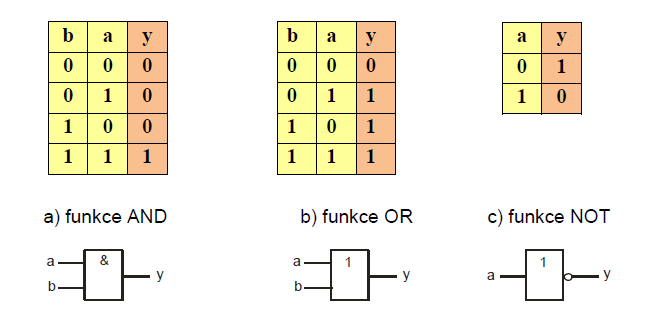 b a y
0 0 0
0 1 0
1 0 0
1 1 1
b a y
0 0 0
0 1 1
1 0 1
1 1 1
a y
0 1
1 0
a) funkce AND
b) funkce OR
c) funkce NOT
a
b
&
y
a
b
1
y
a
1
y